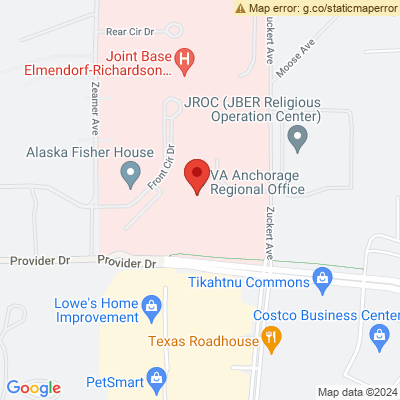 Map error: g.co/staticmaperror
Rear Cir Dr
Zuckert Ave
Moose Ave
Joint Base
Elmendorf-Richardson...
H
Zeamer Ave
JROC (JBER Religious
Operation Center)
Alaska Fisher House
Front Cir Dr
VA Anchorage
Regional Office
Zuckert Ave
Provider Dr
Provider Dr
Tikahtnu Commons
Lowe's Home
Improvement
Costco Business Center
Texas Roadhouse
PetSmart
Google
Map data ©2024